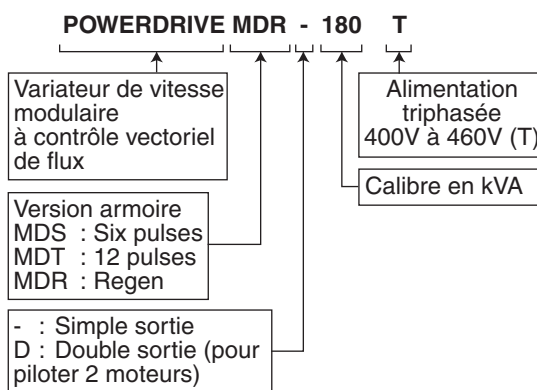 POWERDRIVE MDR - 180 T
Variateur de vitesse
modulaire
à contrôle vectoriel
de flux
Alimentation
triphasée
400V à 460V (T)
Calibre en kVA
Version armoire
MDS : Six pulses
MDT : 12 pulses
MDR : Regen
- : Simple sortie
D : Double sortie (pour
piloter 2 moteurs)